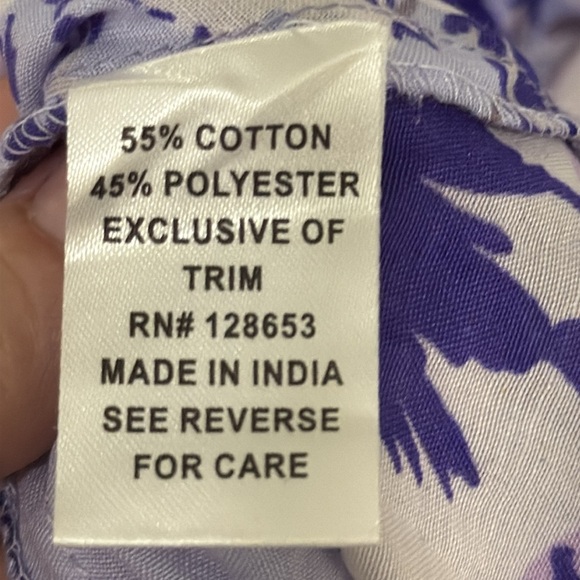 55% COTTON
45% POLYESTER
EXCLUSIVE OF
TRIM
RN# 128653
MADE IN INDIA
SEE REVERSE
FOR CARE